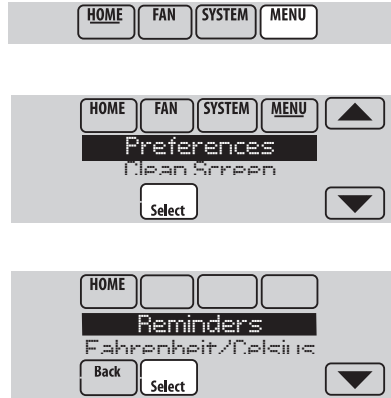 HOME FAN SYSTEM MENU
HOME FAN SYSTEM MENU
Preferences
Clean Screen
Select
HOME
Reminders
Fahrenheit/Celsius
Back Select